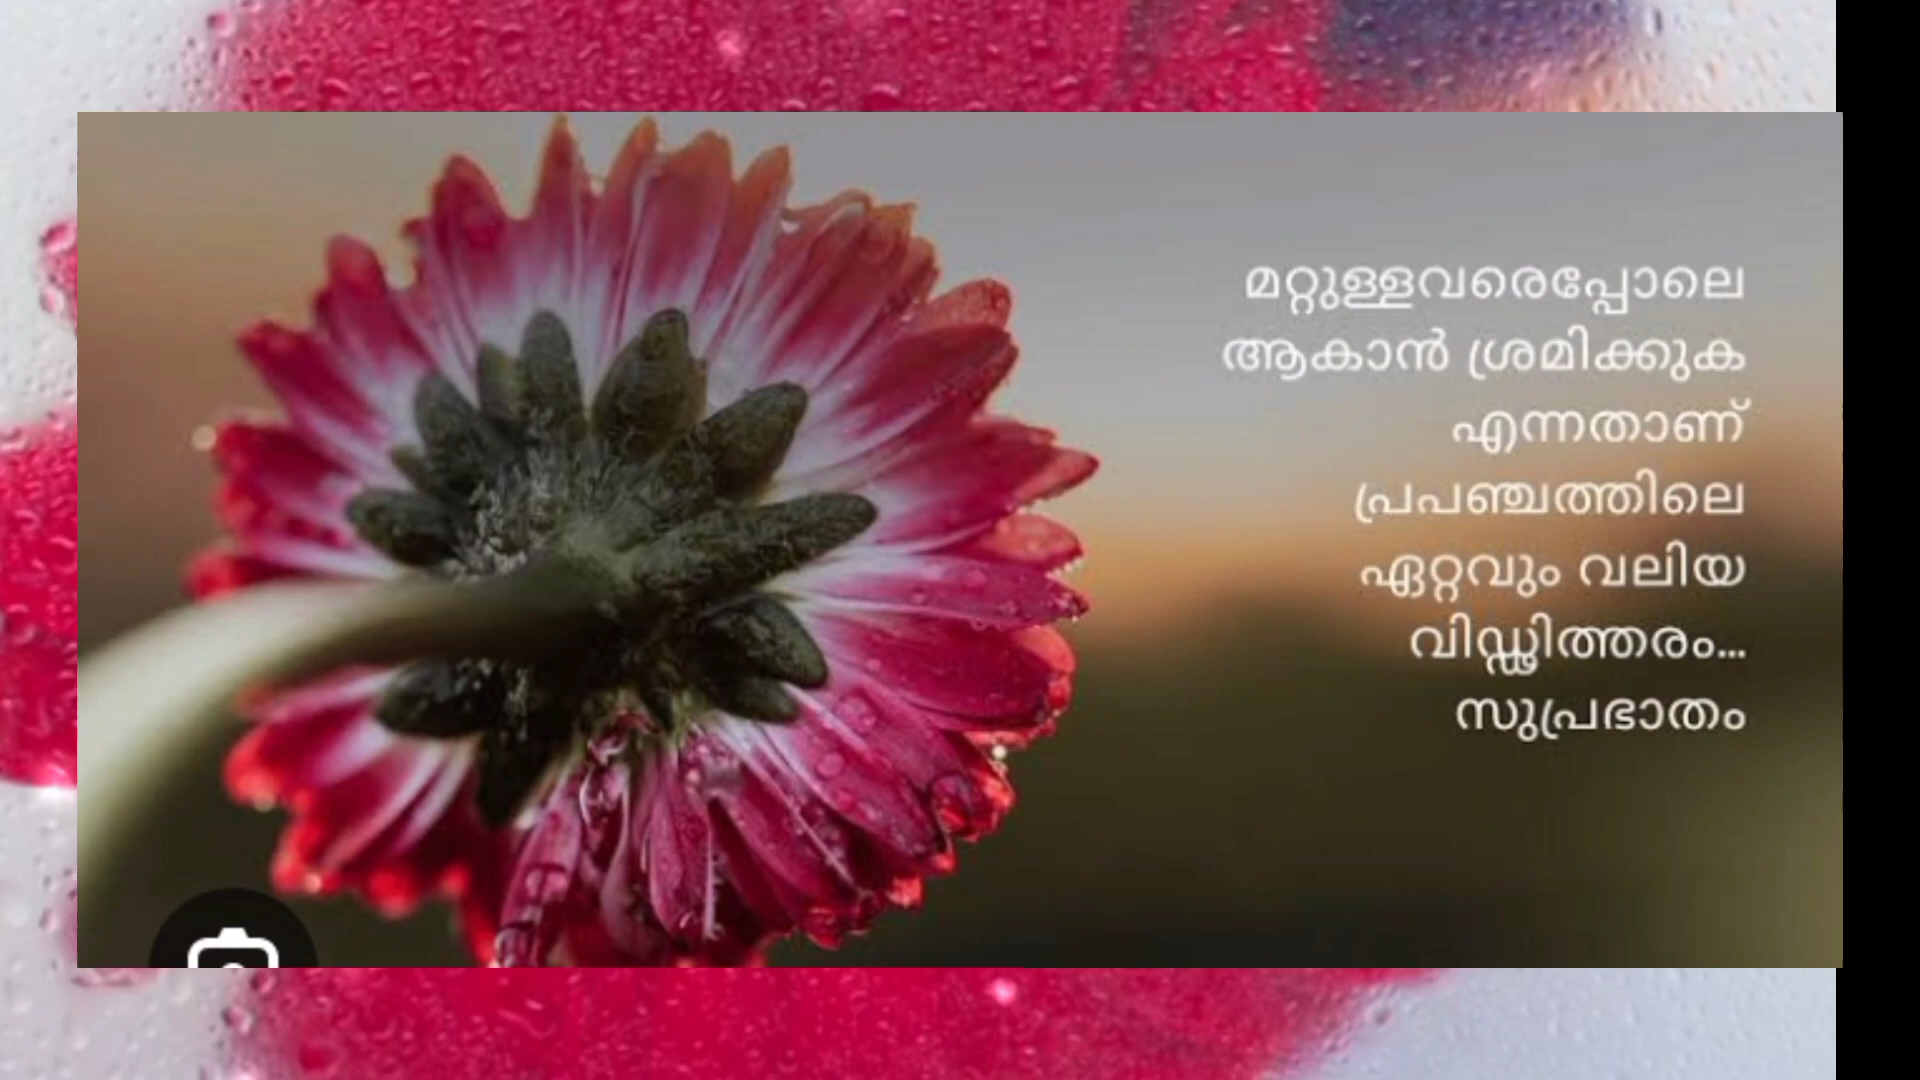 മറ്റുള്ളവരെപ്പോലെ
ആകാൻ ശ്രമിക്കുക
എന്നതാണ്
പ്രപഞ്ചത്തിലെ
ഏറ്റവും വലിയ
വിഡ്ഢിത്തരം...
സുപ്രഭാതം